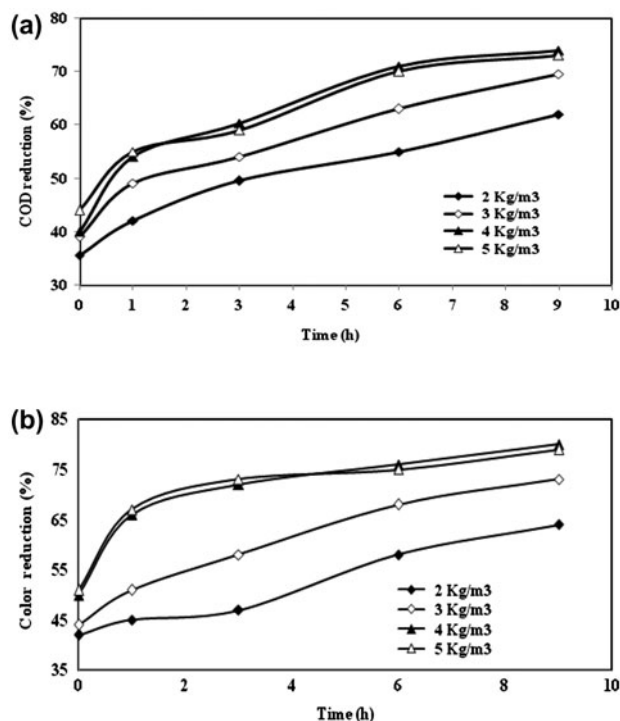 (a)
80
70
60
50
40
30
COD reduction (%)
2 Kg/m3
3 Kg/m3
4 Kg/m3
5 Kg/m3
0 1 2 3 4 5 6 7 8 9 10
Time (h)
(b)
85
75
65
55
45
35
Color reduction (%)
2 Kg/m3
3 Kg/m3
4 Kg/m3
5 Kg/m3
0 2 4 6 8 10
Time (h)